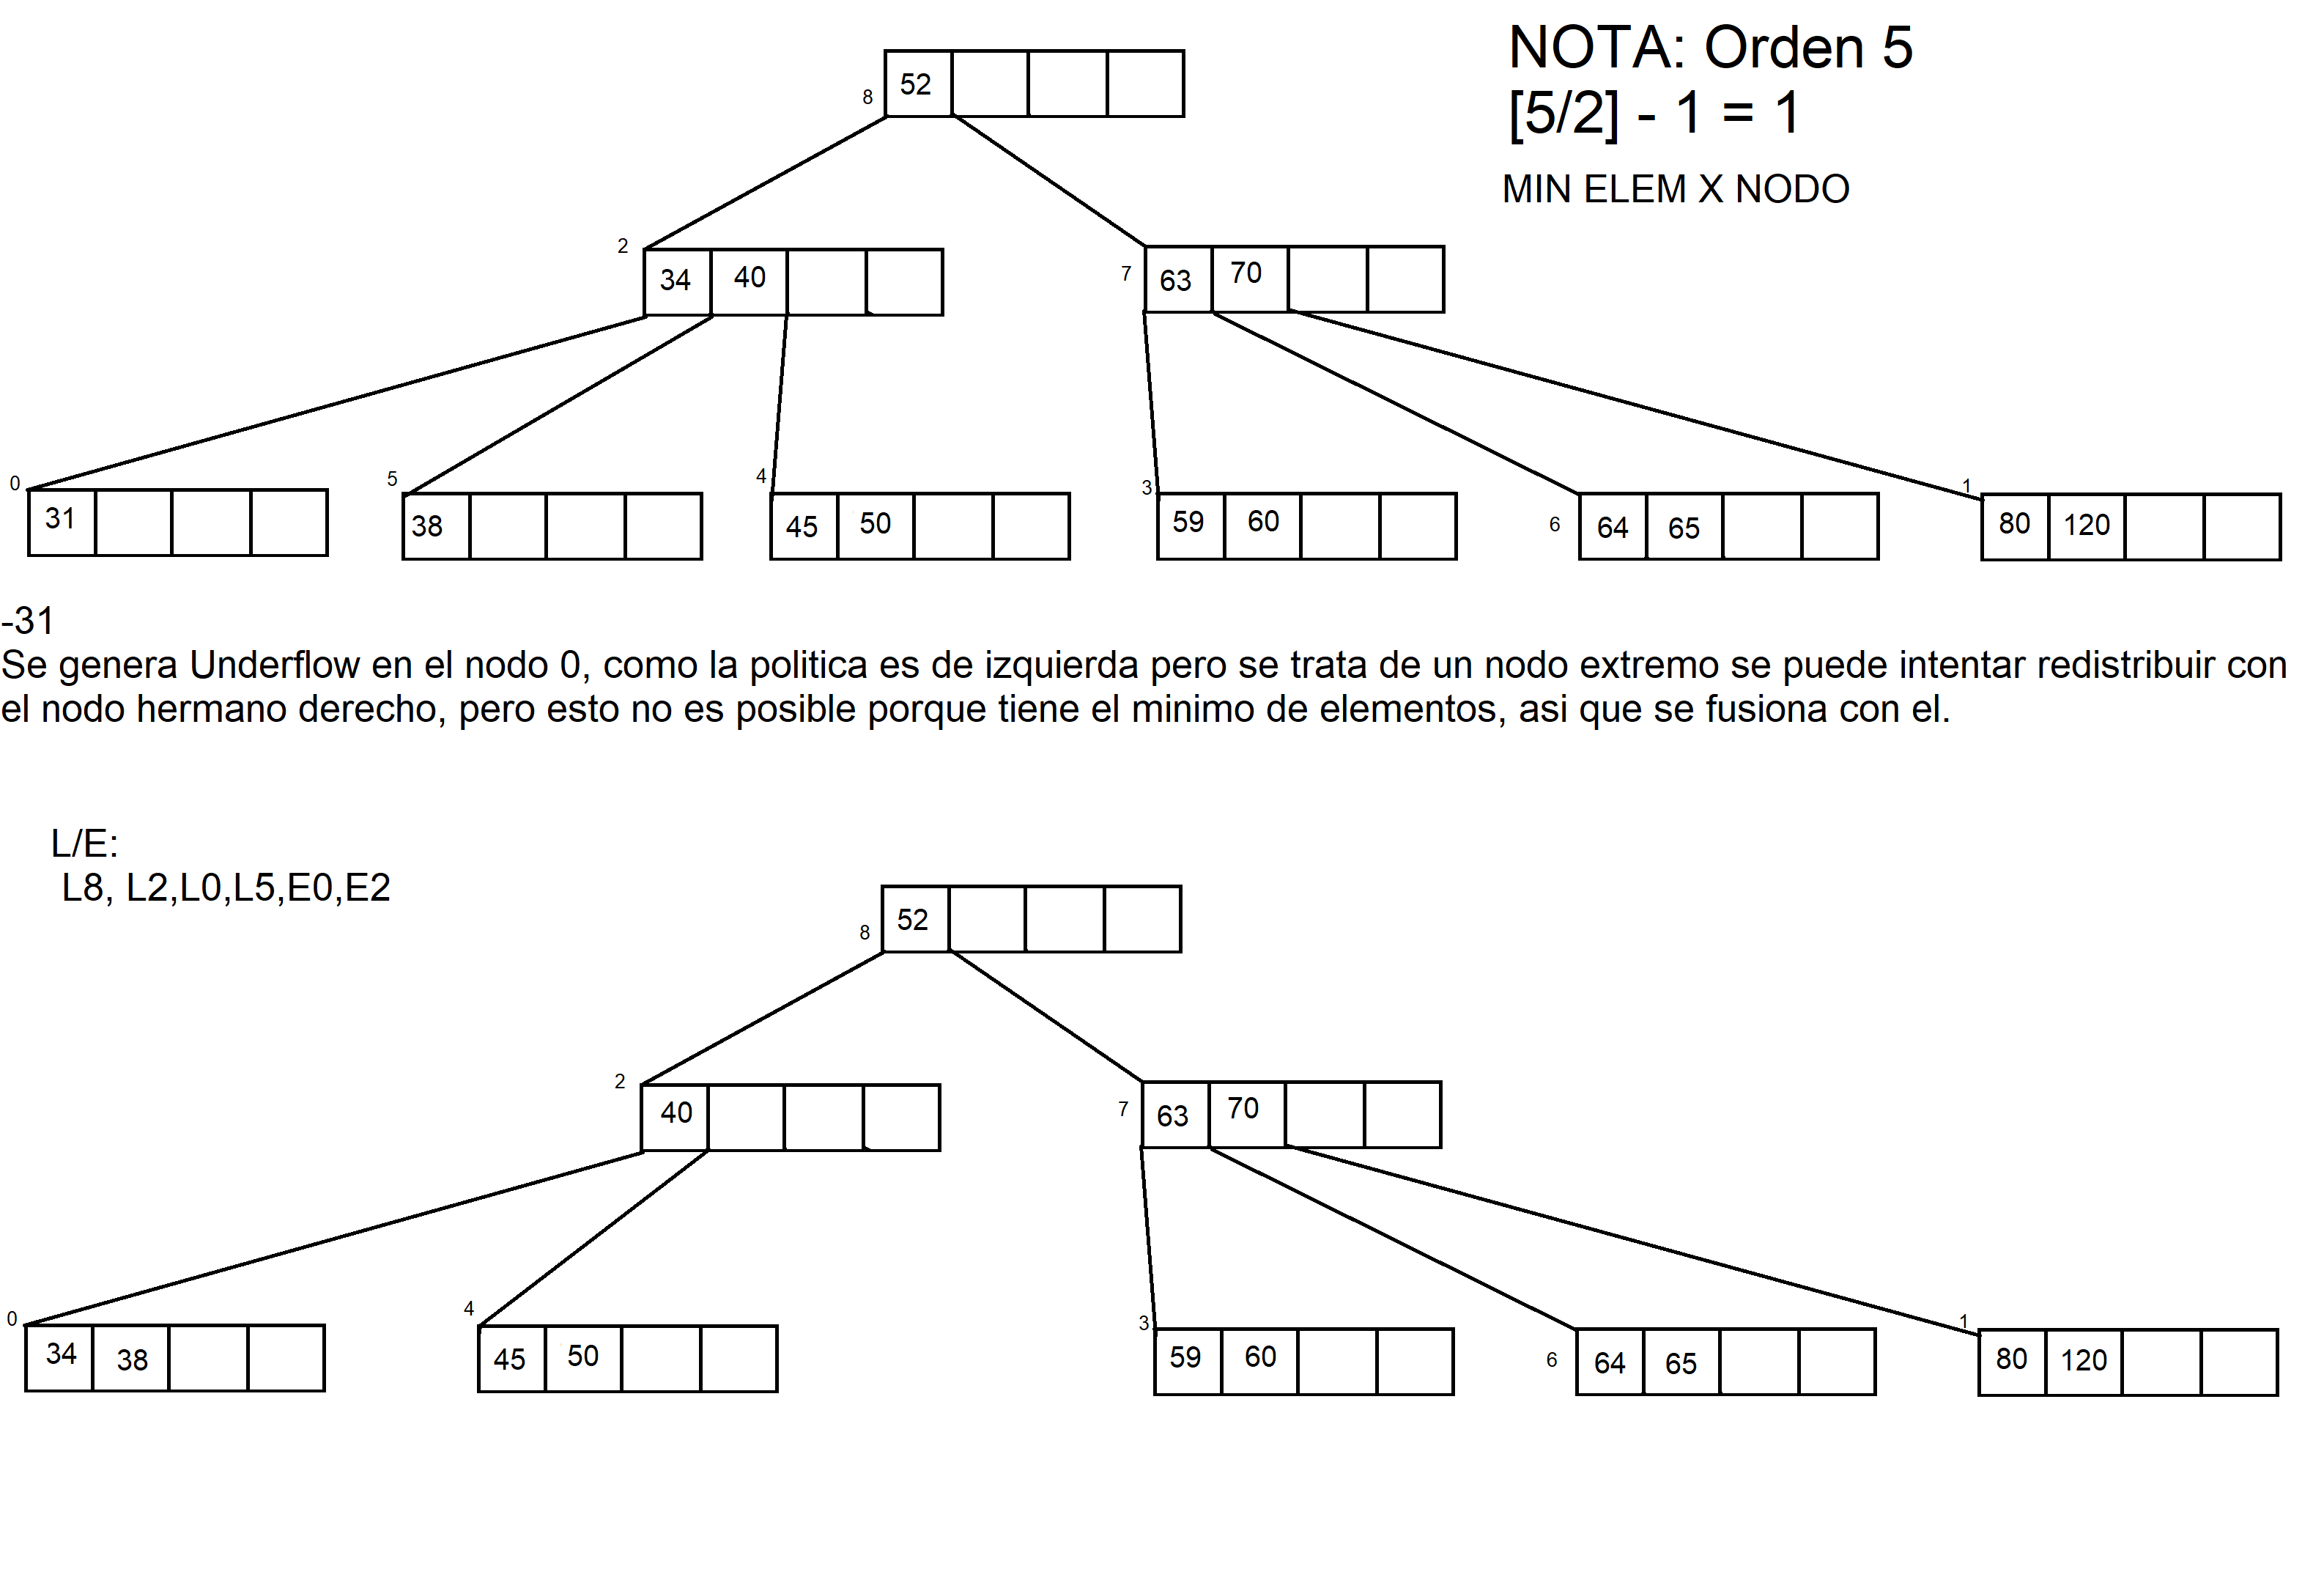 NOTA: Orden 5
[5/2] - 1 = 1
MIN ELEM X NODO
8 52
2 34 40
7 63 70
0 31
5 38
4 45 50
3 59 60
6 64 65
1 80 120
-31
Se genera Underflow en el nodo 0, como la politica es de izquierda pero se trata de un nodo extremo se puede intentar redistribuir con
el nodo hermano derecho, pero esto no es posible porque tiene el minimo de elementos, asi que se fusiona con el.
L/E:
L8, L2,L0,L5,E0,E2
8 52
2 40
7 63 70
0 34 38
4 45 50
3 59 60
6 64 65
1 80 120